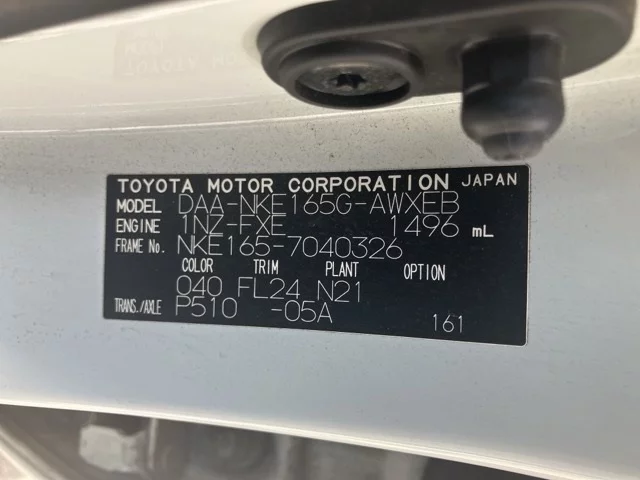 TOYOTA MOTOR CORPORATION JAPAN
MODEL DAA-NKE165G-AWXEB
ENGINE 1NZ-FXE 1496 mL
FRAME No. NKE165-7040326
COLOR TRIM PLANT OPTION
040 FL24 N21
TRANS./AXLE P510 -05A 161